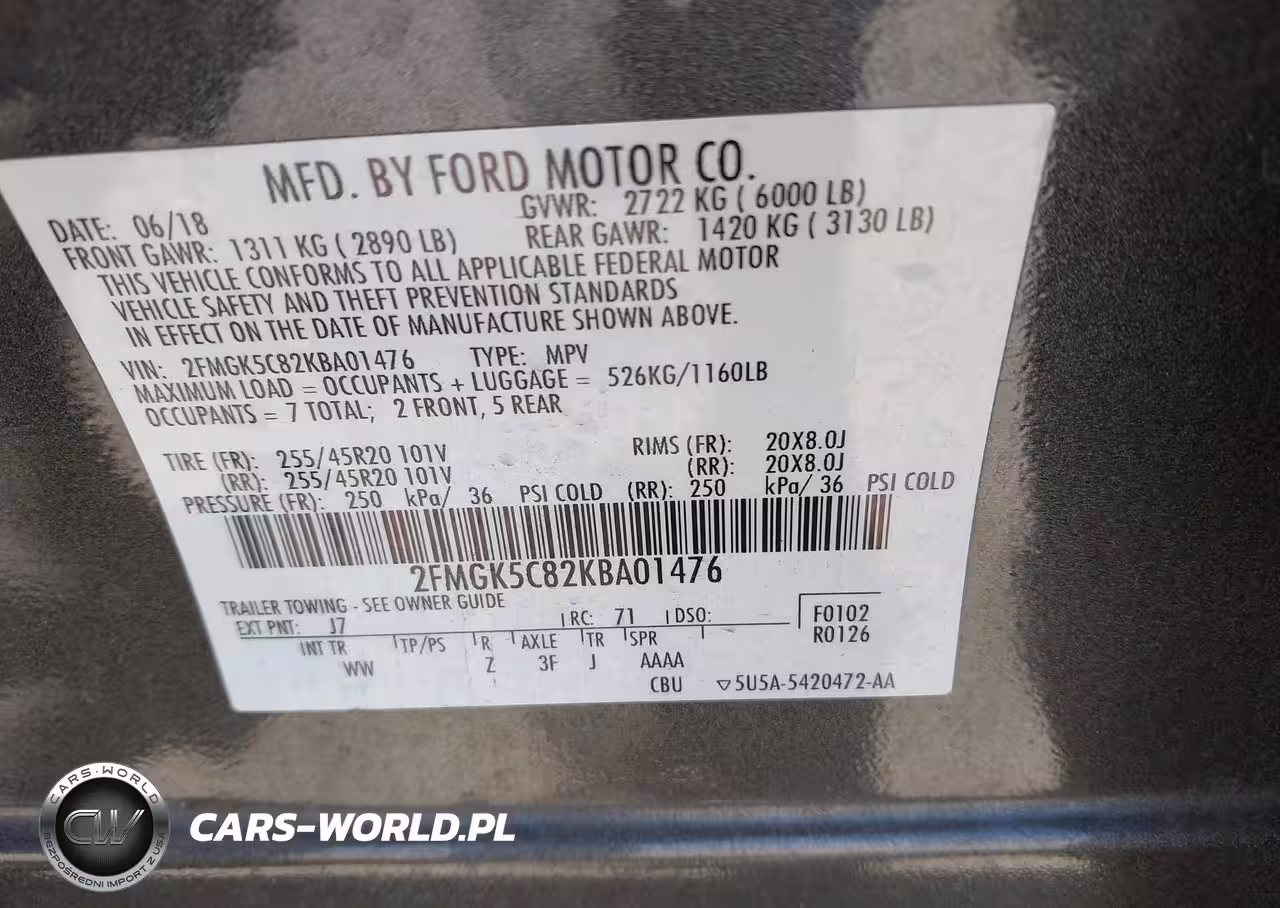 MFD. BY FORD MOTOR CO.
DATE: 06/18 GVWR: 2722 KG ( 6000 LB)
FRONT GAWR: 1311 KG ( 2890 LB) REAR GAWR: 1420 KG ( 3130 LB)
THIS VEHICLE CONFORMS TO ALL APPLICABLE FEDERAL MOTOR
VEHICLE SAFETY AND THEFT PREVENTION STANDARDS
IN EFFECT ON THE DATE OF MANUFACTURE SHOWN ABOVE.
VIN: 2FMGK5C82KBA01476 TYPE: MPV
MAXIMUM LOAD = OCCUPANTS + LUGGAGE = 526KG/1160LB
OCCUPANTS = 7 TOTAL; 2 FRONT, 5 REAR
TIRE (FR): 255/45R20 101V RIMS (FR): 20X8.0J
(RR): 255/45R20 101V (RR): 20X8.0J
PRESSURE (FR): 250 kPa/ 36 PSI COLD (RR): 250 kPa/ 36 PSI COLD
2FMGK5C82KBA01476
TRAILER TOWING - SEE OWNER GUIDE
EXT PNT: J7 RC: 71 DSO: F0102
R0126
INT TR TP/PS R AXLE TR SPR
WW Z 3F J AAAA
CBU ▽5U5A-5420472-AA
CARS-WORLD
CW
BEZPOŚREDNI IMPORT Z USA
CARS-WORLD.PL